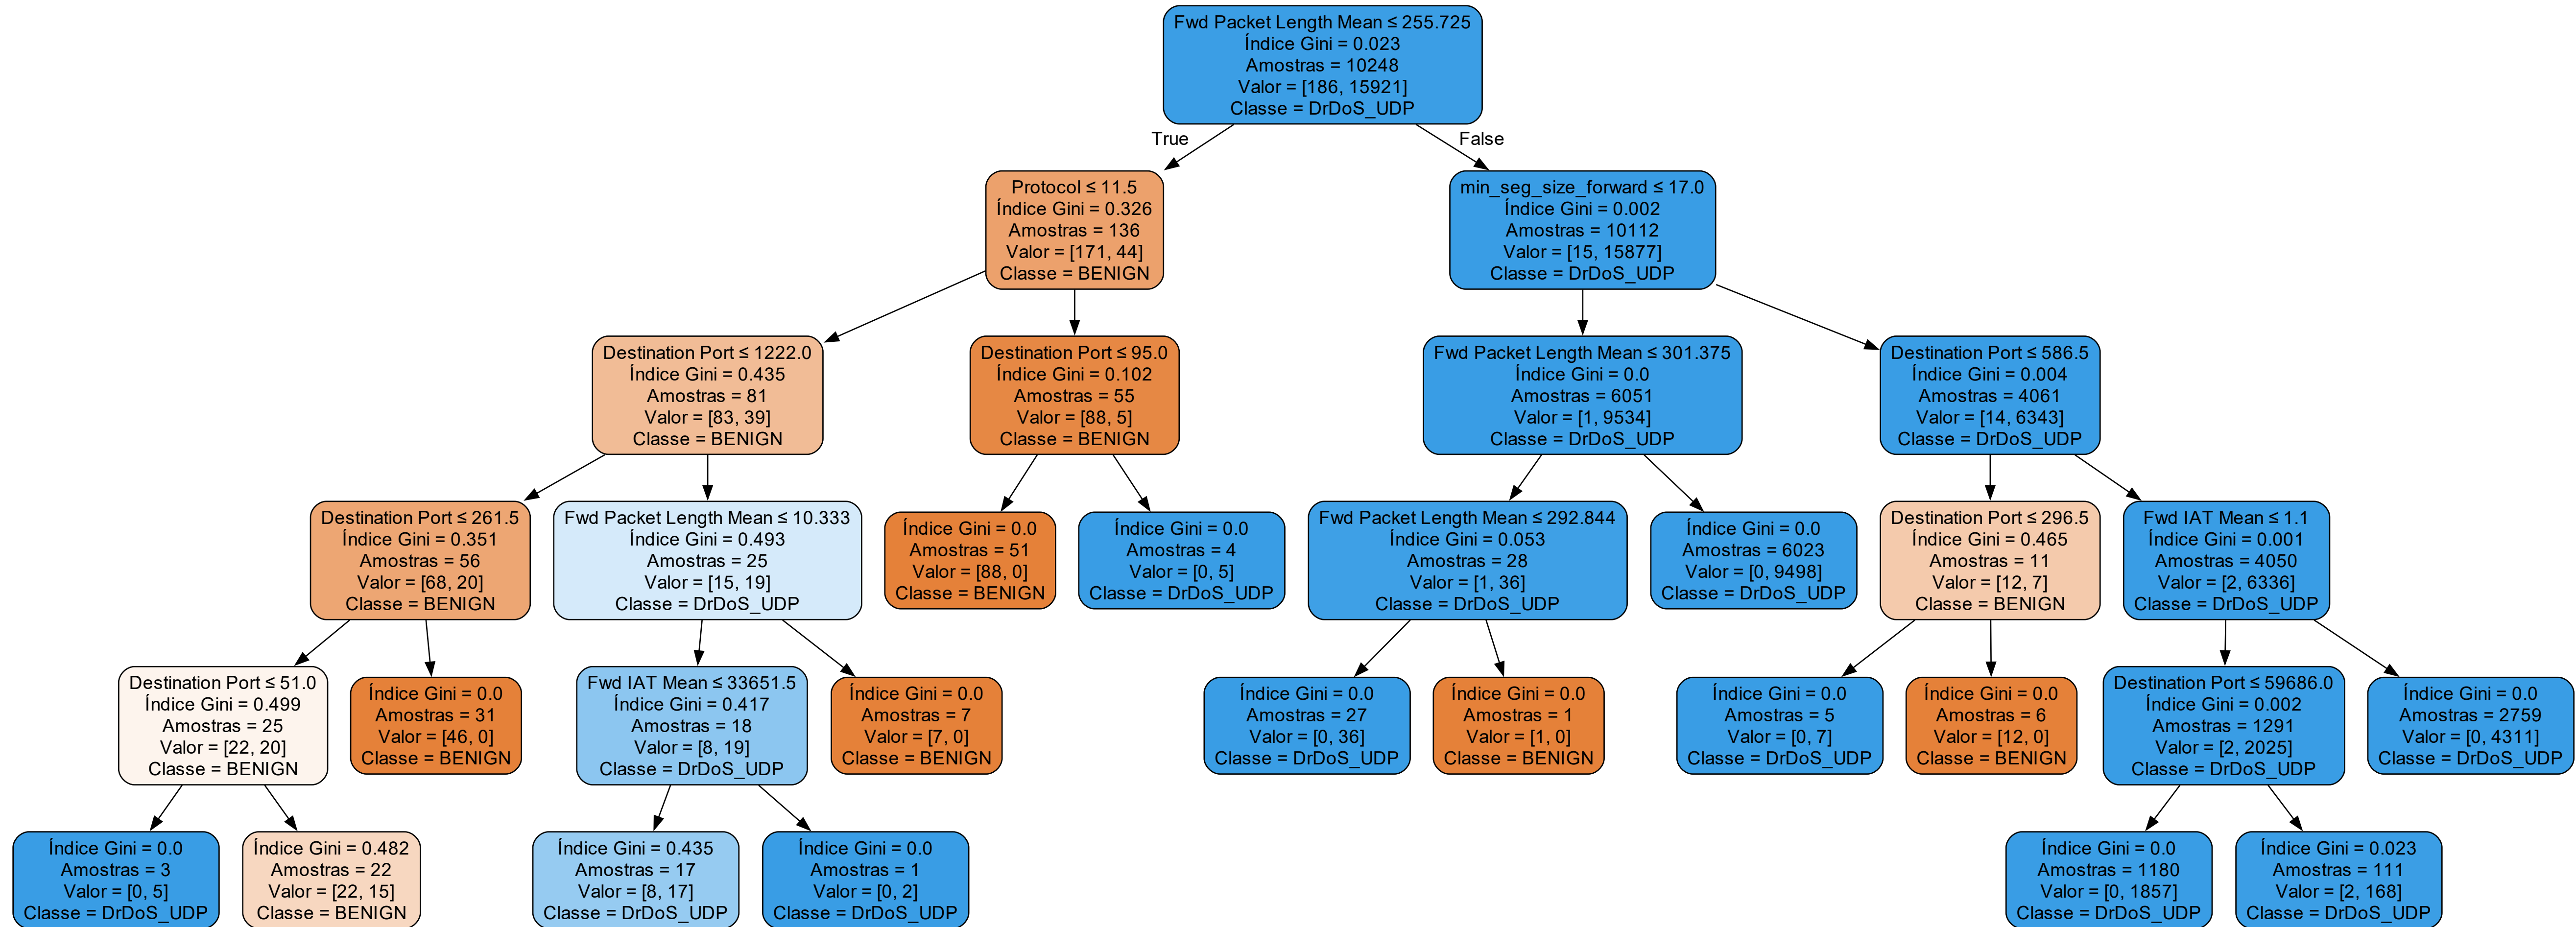 Fwd Packet Length Mean ≤ 255.725
Índice Gini = 0.023
Amostras = 10248
Valor = [186, 15921]
Classe = DrDoS_UDP
True
False
Protocol ≤ 11.5
Índice Gini = 0.326
Amostras = 136
Valor = [171, 44]
Classe = BENIGN
min_seg_size_forward ≤ 17.0
Índice Gini = 0.002
Amostras = 10112
Valor = [15, 15877]
Classe = DrDoS_UDP
Destination Port ≤ 1222.0
Índice Gini = 0.435
Amostras = 81
Valor = [83, 39]
Classe = BENIGN
Destination Port ≤ 95.0
Índice Gini = 0.102
Amostras = 55
Valor = [88, 5]
Classe = BENIGN
Fwd Packet Length Mean ≤ 301.375
Índice Gini = 0.0
Amostras = 6051
Valor = [1, 9534]
Classe = DrDoS_UDP
Destination Port ≤ 586.5
Índice Gini = 0.004
Amostras = 4061
Valor = [14, 6343]
Classe = DrDoS_UDP
Destination Port ≤ 261.5
Índice Gini = 0.351
Amostras = 56
Valor = [68, 20]
Classe = BENIGN
Fwd Packet Length Mean ≤ 10.333
Índice Gini = 0.493
Amostras = 25
Valor = [15, 19]
Classe = DrDoS_UDP
Índice Gini = 0.0
Amostras = 51
Valor = [88, 0]
Classe = BENIGN
Índice Gini = 0.0
Amostras = 4
Valor = [0, 5]
Classe = DrDoS_UDP
Fwd Packet Length Mean ≤ 292.844
Índice Gini = 0.053
Amostras = 28
Valor = [1, 36]
Classe = DrDoS_UDP
Índice Gini = 0.0
Amostras = 6023
Valor = [0, 9498]
Classe = DrDoS_UDP
Destination Port ≤ 296.5
Índice Gini = 0.465
Amostras = 11
Valor = [12, 7]
Classe = BENIGN
Fwd IAT Mean ≤ 1.1
Índice Gini = 0.001
Amostras = 4050
Valor = [2, 6336]
Classe = DrDoS_UDP
Destination Port ≤ 51.0
Índice Gini = 0.499
Amostras = 25
Valor = [22, 20]
Classe = BENIGN
Índice Gini = 0.0
Amostras = 31
Valor = [46, 0]
Classe = BENIGN
Fwd IAT Mean ≤ 33651.5
Índice Gini = 0.417
Amostras = 18
Valor = [8, 19]
Classe = DrDoS_UDP
Índice Gini = 0.0
Amostras = 7
Valor = [7, 0]
Classe = BENIGN
Índice Gini = 0.0
Amostras = 27
Valor = [0, 36]
Classe = DrDoS_UDP
Índice Gini = 0.0
Amostras = 1
Valor = [1, 0]
Classe = BENIGN
Índice Gini = 0.0
Amostras = 5
Valor = [0, 7]
Classe = DrDoS_UDP
Índice Gini = 0.0
Amostras = 6
Valor = [12, 0]
Classe = BENIGN
Destination Port ≤ 59686.0
Índice Gini = 0.002
Amostras = 1291
Valor = [2, 2025]
Classe = DrDoS_UDP
Índice Gini = 0.0
Amostras = 2759
Valor = [0, 4311]
Classe = DrDoS_UDP
Índice Gini = 0.0
Amostras = 3
Valor = [0, 5]
Classe = DrDoS_UDP
Índice Gini = 0.482
Amostras = 22
Valor = [22, 15]
Classe = BENIGN
Índice Gini = 0.435
Amostras = 17
Valor = [8, 17]
Classe = DrDoS_UDP
Índice Gini = 0.0
Amostras = 1
Valor = [0, 2]
Classe = DrDoS_UDP
Índice Gini = 0.0
Amostras = 1180
Valor = [0, 1857]
Classe = DrDoS_UDP
Índice Gini = 0.023
Amostras = 111
Valor = [2, 168]
Classe = DrDoS_UDP